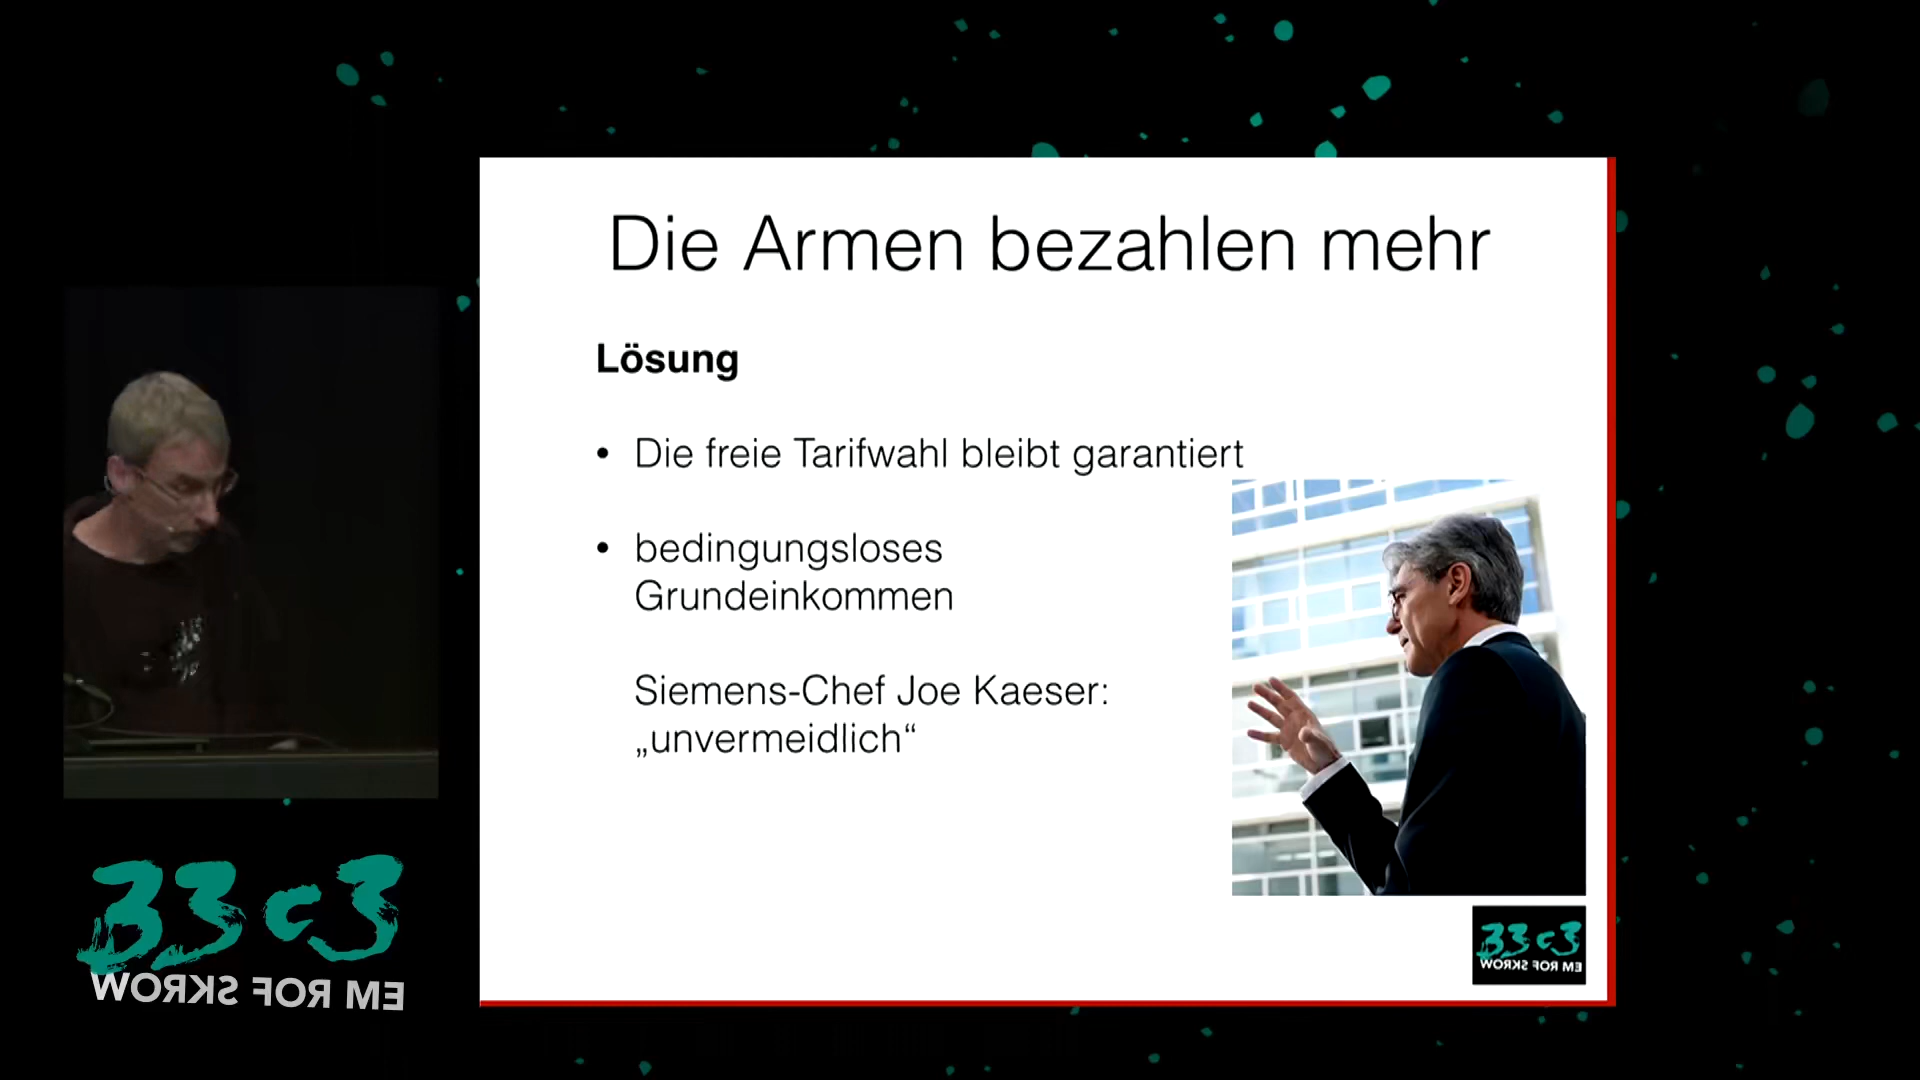 Die Armen bezahlen mehr
Lösung
• Die freie Tarifwahl bleibt garantiert
• bedingungsloses
Grundeinkommen
Siemens-Chef Joe Kaeser:
„unvermeidlich“
33c3
WORKS FOR ME
33c3
WORKS FOR ME